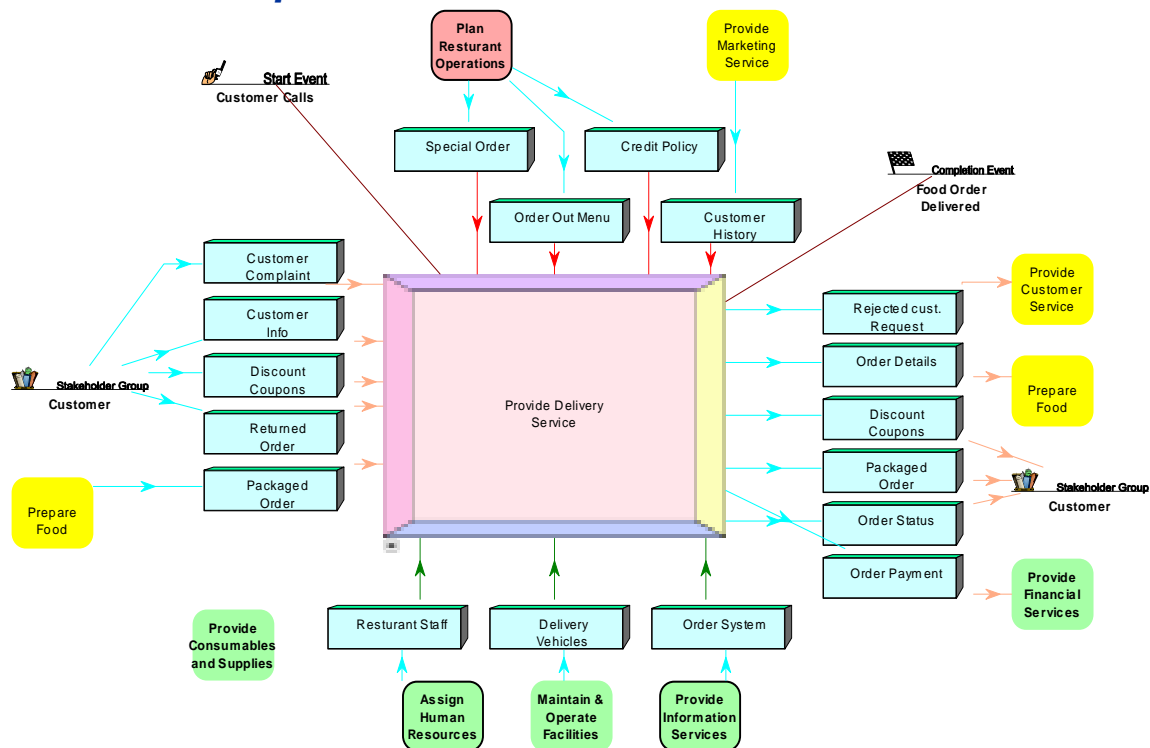 Plan
Resturant
Operations
Provide
Marketing
Service
Start Event
Customer Calls
Special Order
Credit Policy
Completion Event
Food Order
Delivered
Order Out Menu
Customer
History
Customer
Complaint
Customer
Info
Discount
Coupons
Returned
Order
Packaged
Order
Stakeholder Group
Customer
Prepare
Food
Provide Delivery
Service
Rejected cust.
Request
Order Details
Discount
Coupons
Packaged
Order
Order Status
Order Payment
Provide
Customer
Service
Prepare
Food
Stakeholder Group
Customer
Provide
Financial
Services
Provide
Consumables
and Supplies
Resturant Staff
Delivery
Vehicles
Order System
Assign
Human
Resources
Maintain &
Operate
Facilities
Provide
Information
Services